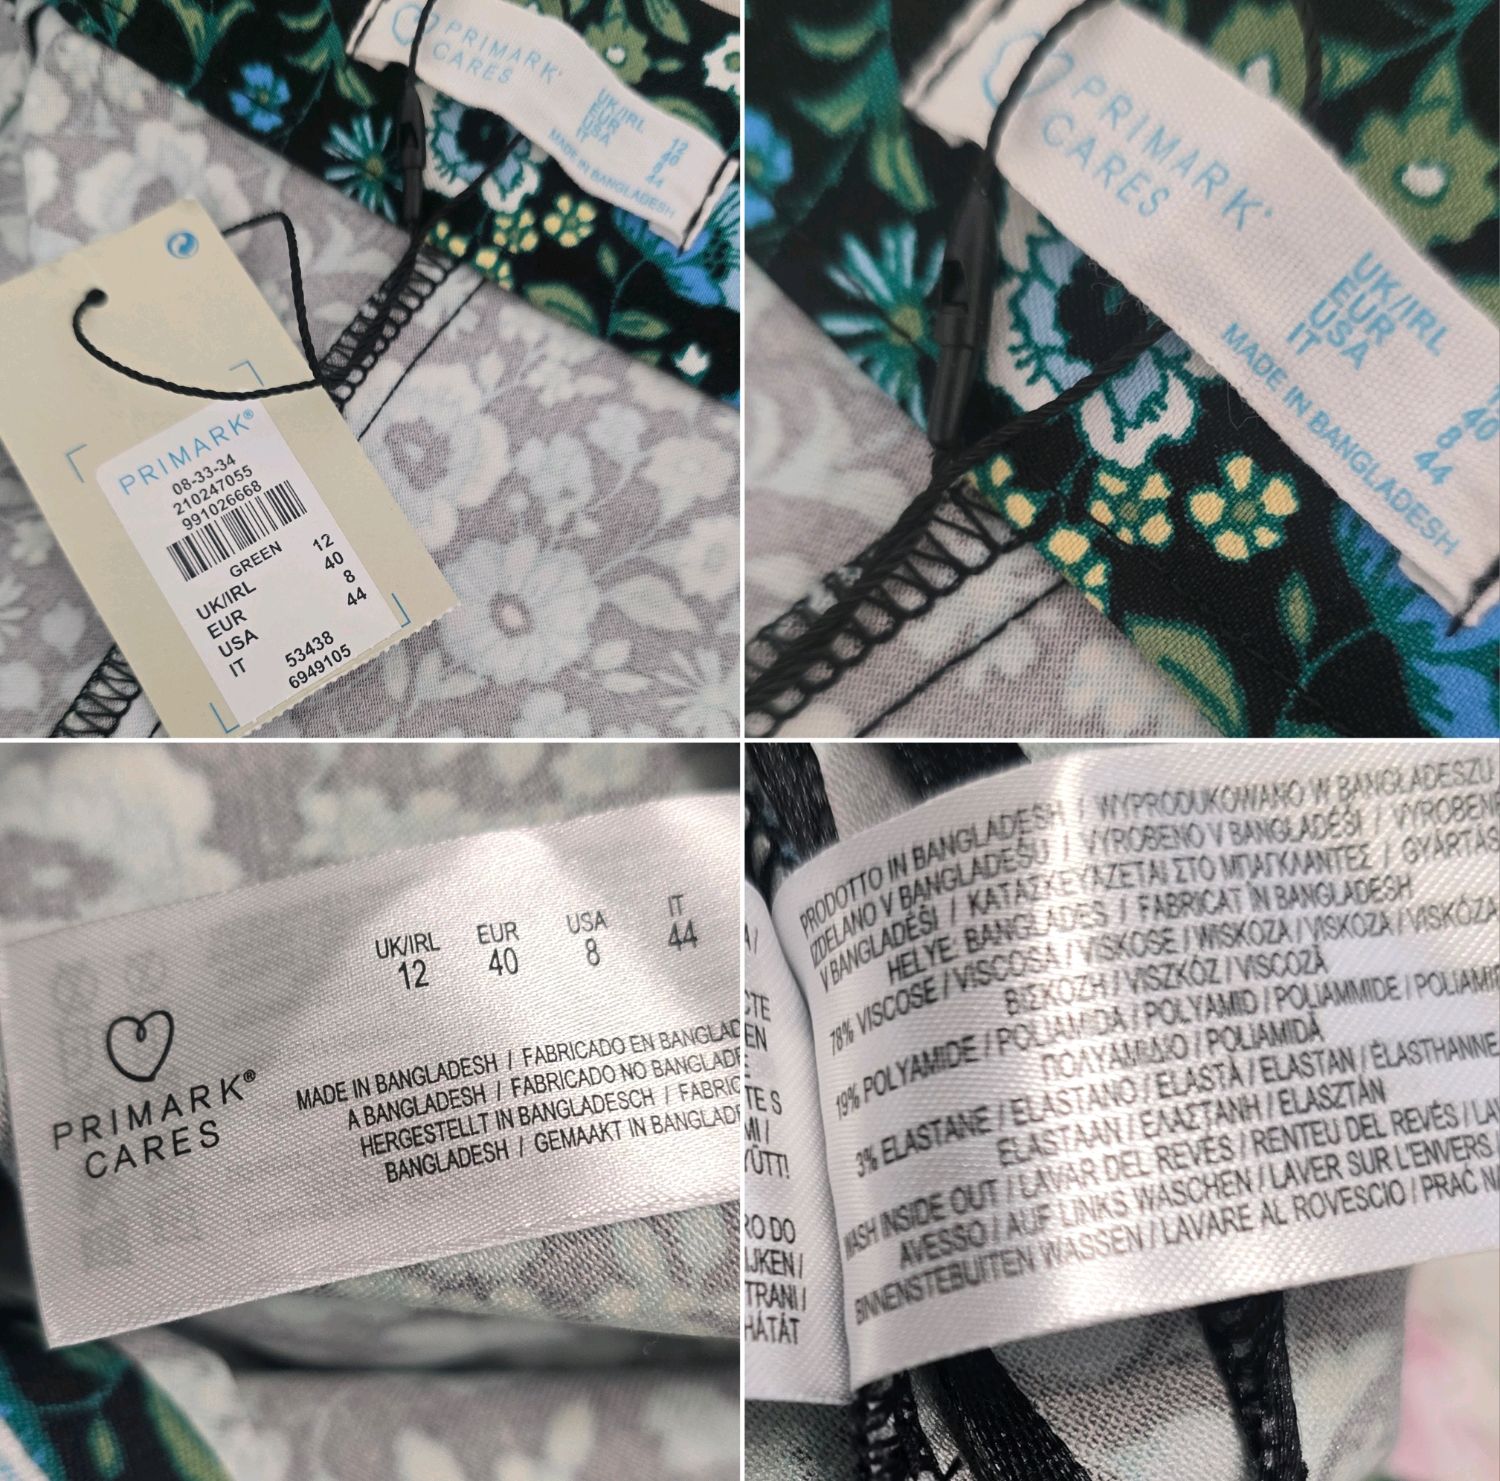 PRIMARK®
CARES
UK/IRL 12
EUR 40
USA 8
IT 44
MADE IN BANGLADESH
PRIMARK®
08-33-34
210247055
991026668
GREEN
UK/IRL 12
EUR 40
USA 8
IT 44
53438
6949105
PRIMARK®
CARES
UK/IRL
EUR 40
USA 8
IT 44
MADE IN BANGLADESH
UK/IRL EUR USA IT
12 40 8 44
PRIMARK®
CARES
MADE IN BANGLADESH / FABRICADO EN BANGLAD
A BANGLADESH / FABRICADO NO BANGLADE
HERGESTELLT IN BANGLADESCH / FABRIC
BANGLADESH / GEMAAKT IN BANGLADE
PRODOTTO IN BANGLADESH / WYPRODUKOWANO W BANGLADESZU
IZDELANO V BANGLADEŠU / VYROBENO V BANGLADÉŠI / VYROBENÉ
V BANGLADÉŠI / ΚΑΤΑΣΚΕΥΑΖΕΤΑΙ ΣΤΟ ΜΠΑΓΚΛΑΝΤΕΣ / GYÁRTÁS
HELYE: BANGLADES / FABRICAT ÎN BANGLADESH
78% VISCOSE / VISCOSA / VISKOSE / WISKOZA / VISKOZA / VISKÓZA
ΒΙΣΚΟΖΗ / VISZKÓZ / VISCOZĂ
19% POLYAMIDE / POLIAMIDA / POLYAMID / POLIAMMIDE / POLIAMID
ΠΟΛΥΑΜΙΔΙΟ / POLIAMIDĂ
3% ELASTANE / ELASTANO / ELASTÀ / ELASTAN / ÉLASTHANNE
ELASTAAN / ΕΛΑΣΤΑΝΗ / ELASZTÁN
WASH INSIDE OUT / LAVAR DEL REVÉS / RENTEU DEL REVÉS / LAV
AVESSO / AUF LINKS WASCHEN / LAVER SUR L'ENVERS
BINNENSTEBUITEN WASSEN / LAVARE AL ROVESCIO / PRAĆ NA